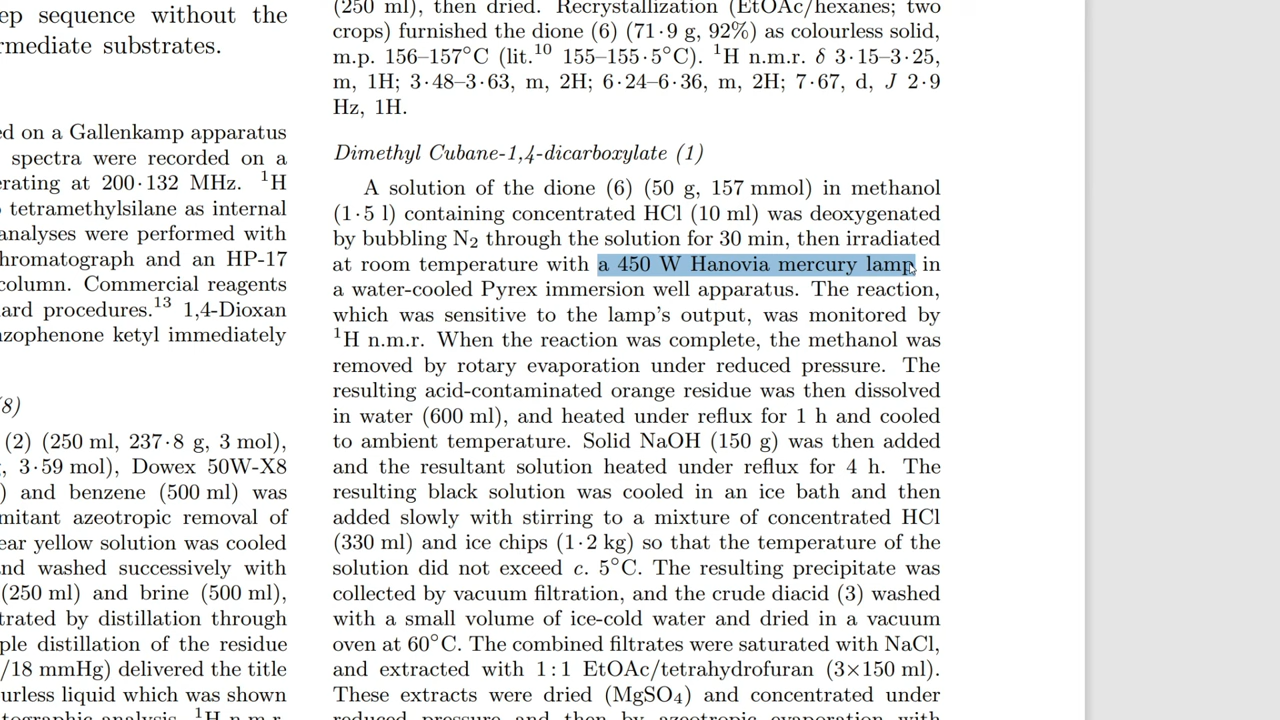 ep sequence without the
rmediate substrates.
ed on a Gallenkamp apparatus
spectra were recorded on a
erating at 200·132 MHz. ¹H
tetramethylsilane as internal
analyses were performed with
hromatograph and an HP-17
column. Commercial reagents
lard procedures.¹³ 1,4-Dioxan
nzophenone ketyl immediately
(8)
(2) (250 ml, 237·8 g, 3 mol),
, 3·59 mol), Dowex 50W-X8
) and benzene (500 ml) was
mitant azeotropic removal of
ear yellow solution was cooled
and washed successively with
(250 ml) and brine (500 ml),
trated by distillation through
ple distillation of the residue
/18 mmHg) delivered the title
urless liquid which was shown
tographic analysis. ¹H n.m.r.
(250 ml), then dried. Recrystallization (EtOAc/hexanes; two
crops) furnished the dione (6) (71·9 g, 92%) as colourless solid,
m.p. 156–157°C (lit.¹⁰ 155–155·5°C). ¹H n.m.r. δ 3·15–3·25,
m, 1H; 3·48–3·63, m, 2H; 6·24–6·36, m, 2H; 7·67, d, J 2·9
Hz, 1H.
Dimethyl Cubane-1,4-dicarboxylate (1)
A solution of the dione (6) (50 g, 157 mmol) in methanol
(1·5 l) containing concentrated HCl (10 ml) was deoxygenated
by bubbling N₂ through the solution for 30 min, then irradiated
at room temperature with a 450 W Hanovia mercury lamp in
a water-cooled Pyrex immersion well apparatus. The reaction,
which was sensitive to the lamp's output, was monitored by
¹H n.m.r. When the reaction was complete, the methanol was
removed by rotary evaporation under reduced pressure. The
resulting acid-contaminated orange residue was then dissolved
in water (600 ml), and heated under reflux for 1 h and cooled
to ambient temperature. Solid NaOH (150 g) was then added
and the resultant solution heated under reflux for 4 h. The
resulting black solution was cooled in an ice bath and then
added slowly with stirring to a mixture of concentrated HCl
(330 ml) and ice chips (1·2 kg) so that the temperature of the
solution did not exceed c. 5°C. The resulting precipitate was
collected by vacuum filtration, and the crude diacid (3) washed
with a small volume of ice-cold water and dried in a vacuum
oven at 60°C. The combined filtrates were saturated with NaCl,
and extracted with 1:1 EtOAc/tetrahydrofuran (3×150 ml).
These extracts were dried (MgSO₄) and concentrated under
reduced pressure and then by azeotropic evaporation with